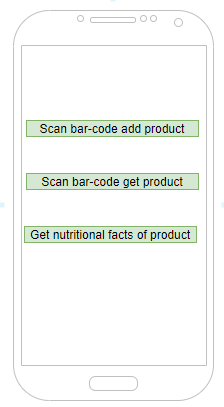 Scan bar-code add product
Scan bar-code get product
Get nutritional facts of product